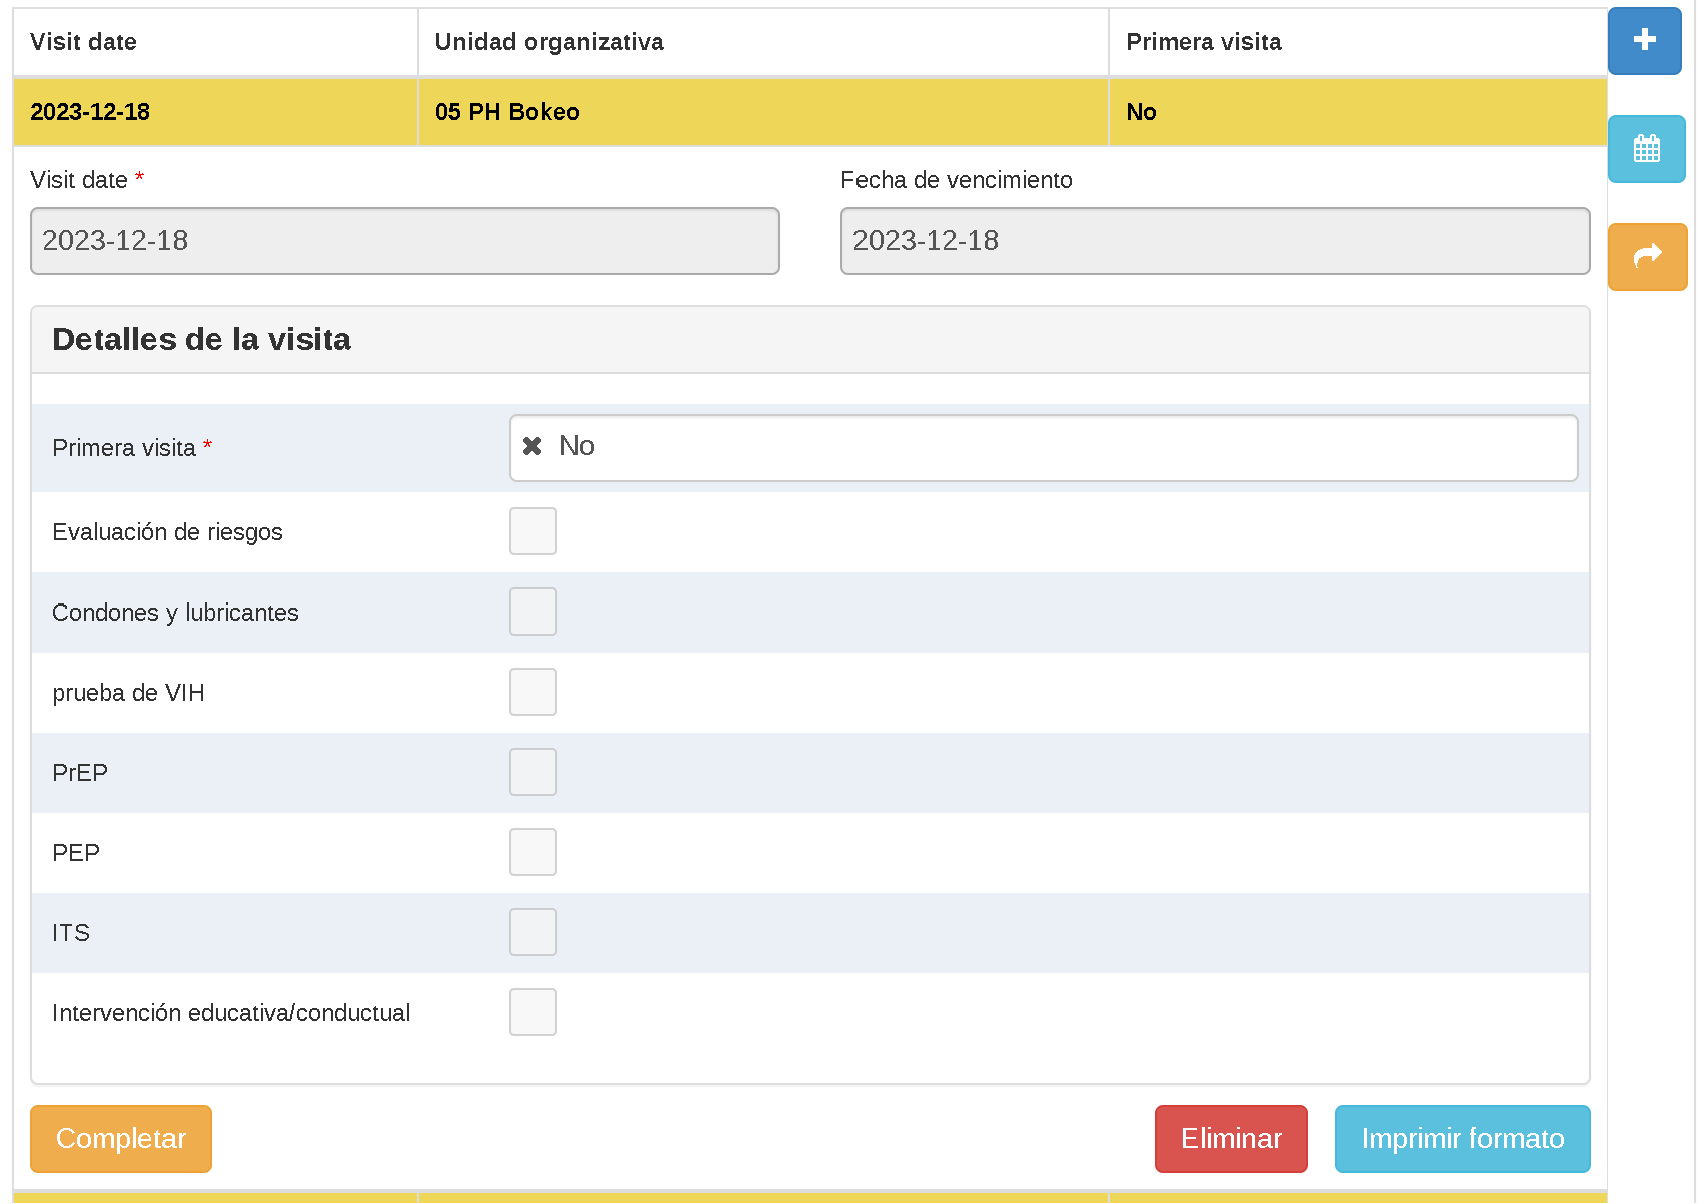 Visit date Unidad organizativa Primera visita
2023-12-18 05 PH Bokeo No
Visit date * Fecha de vencimiento
2023-12-18 2023-12-18
Detalles de la visita
Primera visita * No
Evaluación de riesgos
Condones y lubricantes
prueba de VIH
PrEP
PEP
ITS
Intervención educativa/conductual
Completar Eliminar Imprimir formato